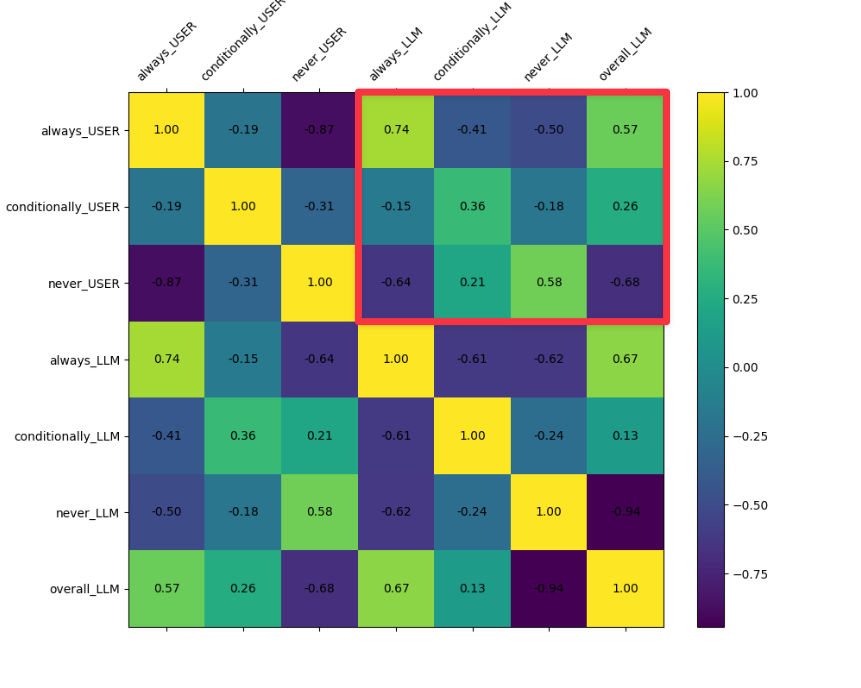 always_USER conditionally_USER never_USER always_LLM conditionally_LLM never_LLM overall_LLM
always_USER 1.00 -0.19 -0.87 0.74 -0.41 -0.50 0.57
conditionally_USER -0.19 1.00 -0.31 -0.15 0.36 -0.18 0.26
never_USER -0.87 -0.31 1.00 -0.64 0.21 0.58 -0.68
always_LLM 0.74 -0.15 -0.64 1.00 -0.61 -0.62 0.67
conditionally_LLM -0.41 0.36 0.21 -0.61 1.00 -0.24 0.13
never_LLM -0.50 -0.18 0.58 -0.62 -0.24 1.00 -0.94
overall_LLM 0.57 0.26 -0.68 0.67 0.13 -0.94 1.00
1.00
0.75
0.50
0.25
0.00
−0.25
−0.50
−0.75